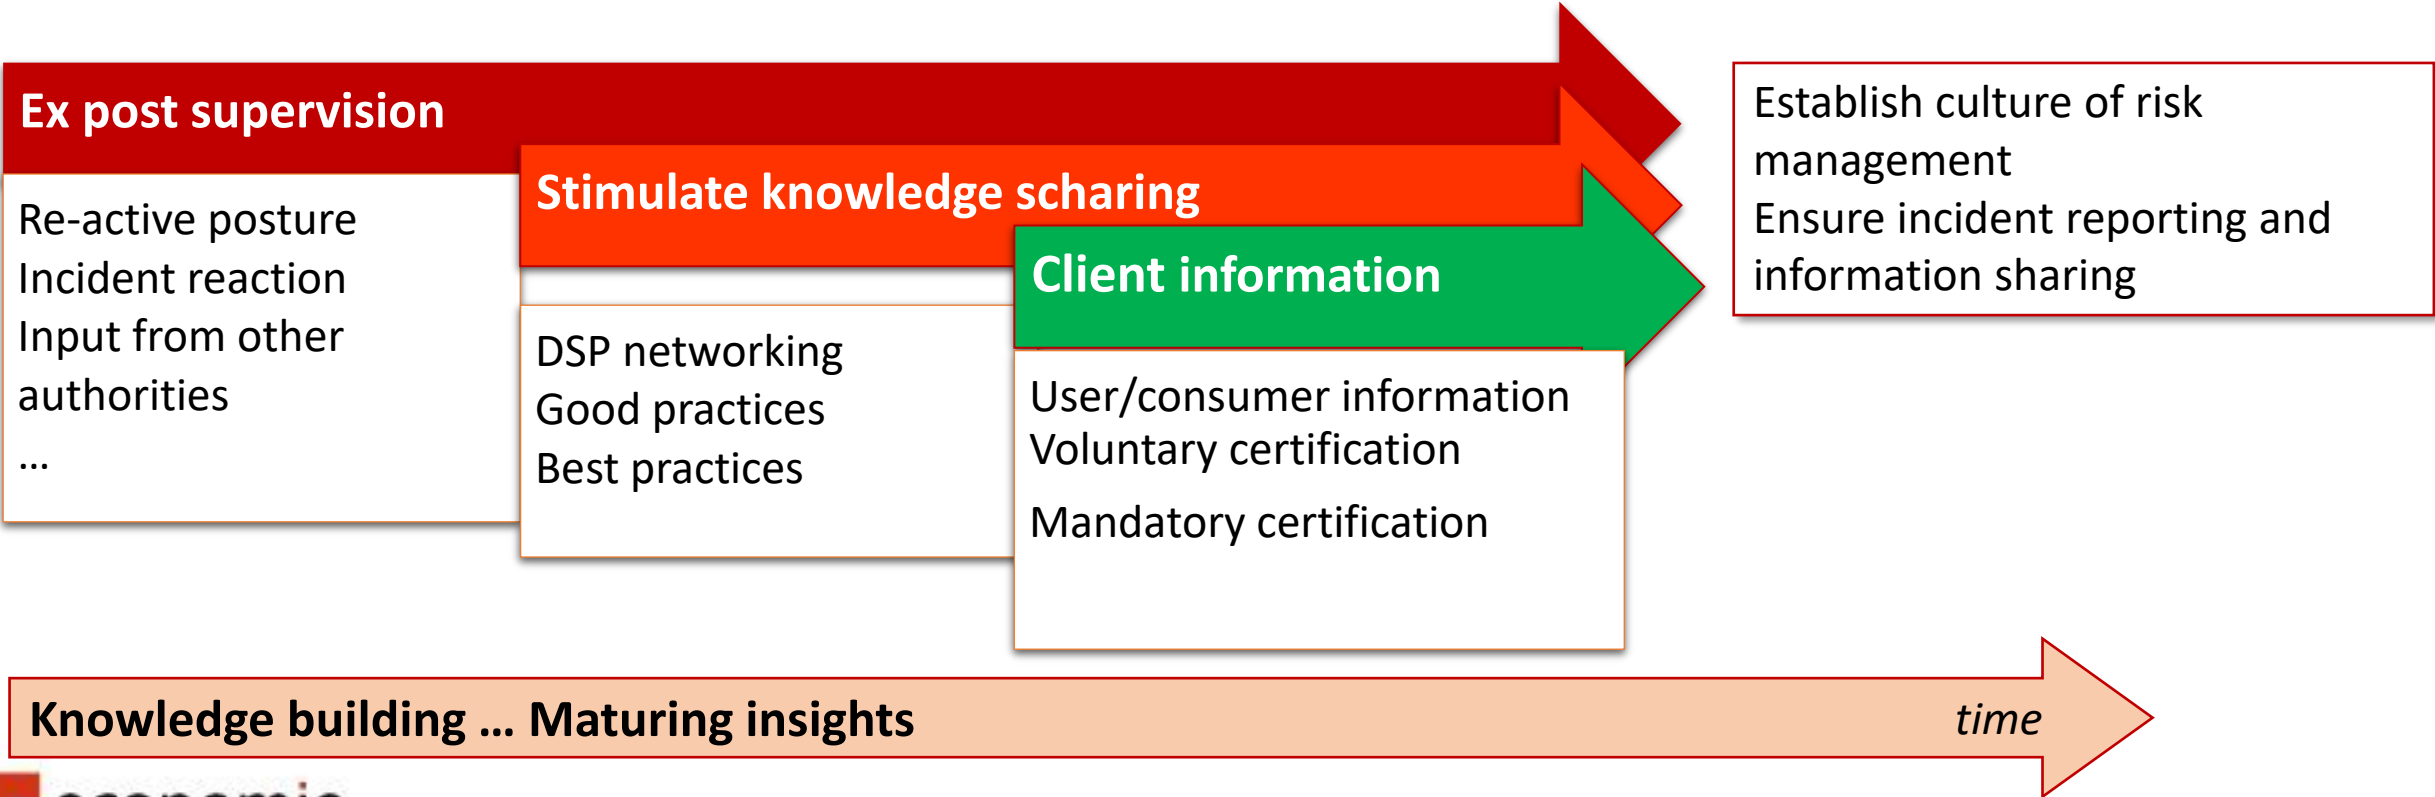 Ex post supervision
Re-active posture
Incident reaction
Input from other
authorities
...
Stimulate knowledge scharing
DSP networking
Good practices
Best practices
Client information
User/consumer information
Voluntary certification
Mandatory certification
Establish culture of risk
management
Ensure incident reporting and
information sharing
Knowledge building ... Maturing insights
time